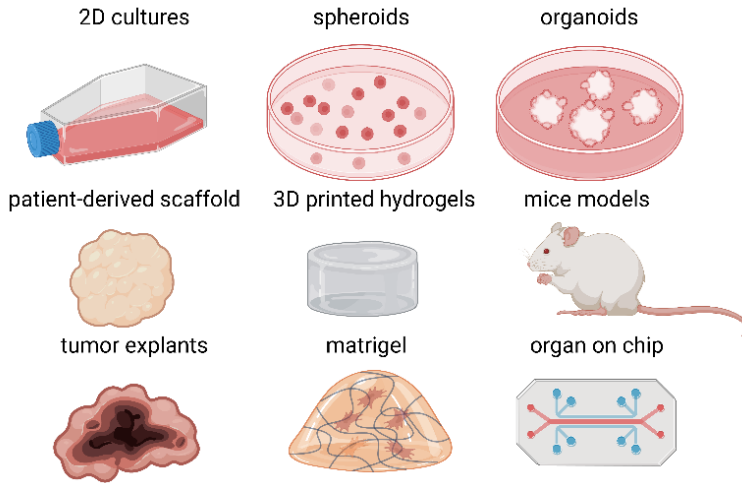 2D cultures
spheroids
organoids
patient-derived scaffold
3D printed hydrogels
mice models
tumor explants
matrigel
organ on chip